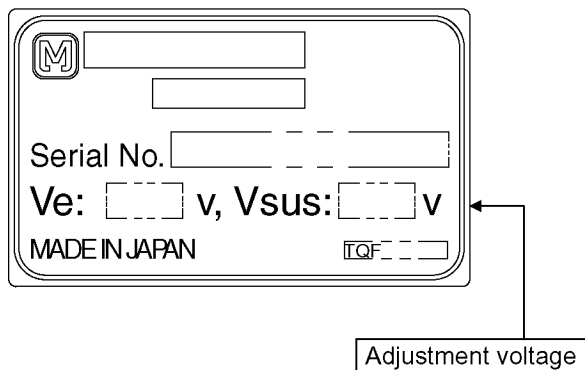 M
Serial No.
Ve: v, Vsus: v
MADE IN JAPAN TQF
Adjustment voltage